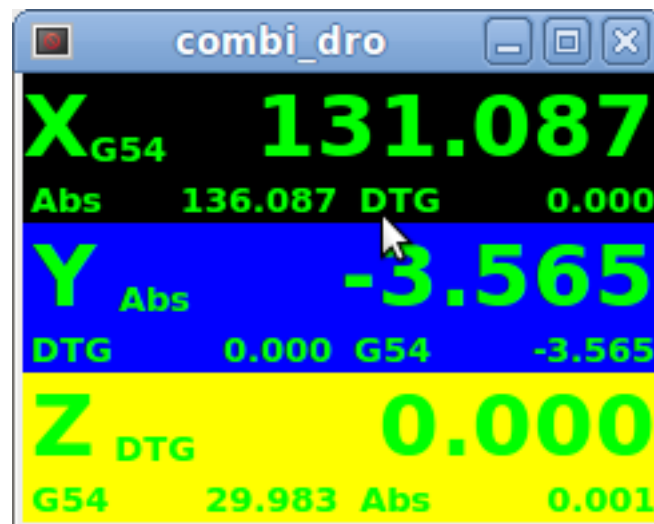 combi_dro
X G54 131.087
Abs 136.087 DTG 0.000
Y Abs -3.565
DTG 0.000 G54 -3.565
Z DTG 0.000
G54 29.983 Abs 0.001